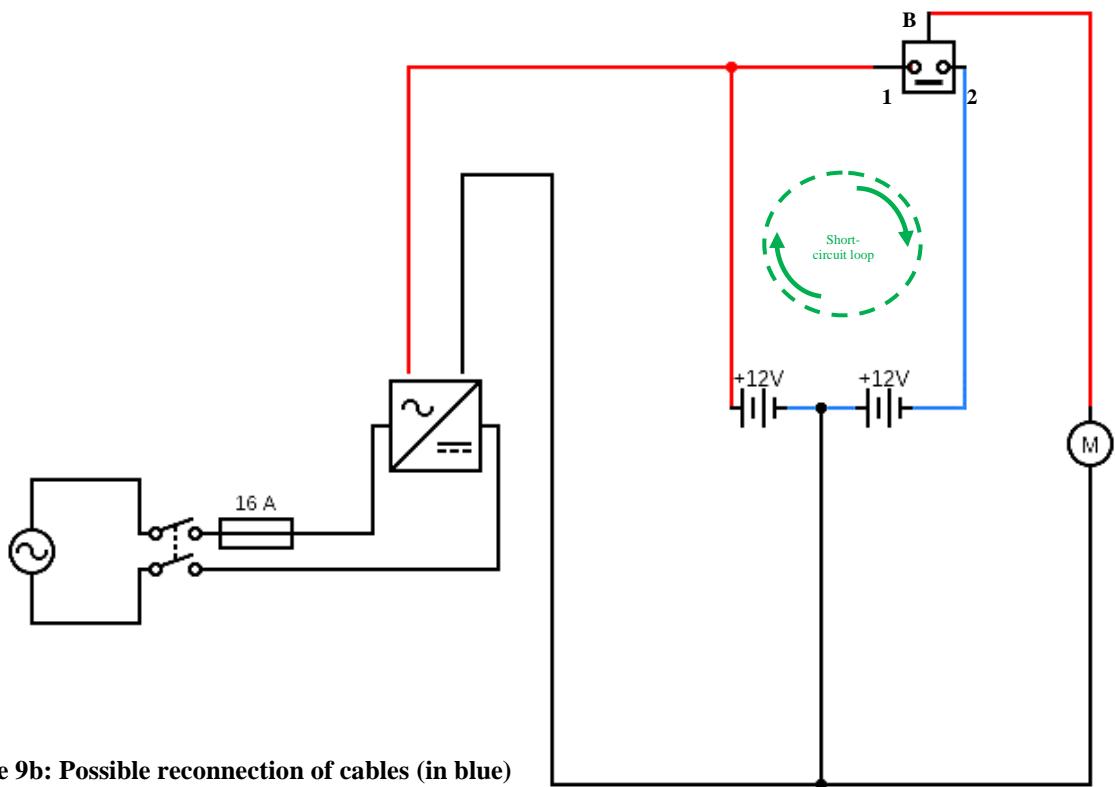 B
1
2
Short-
circuit loop
+12V
+12V
M
16 A
e 9b: Possible reconnection of cables (in blue)